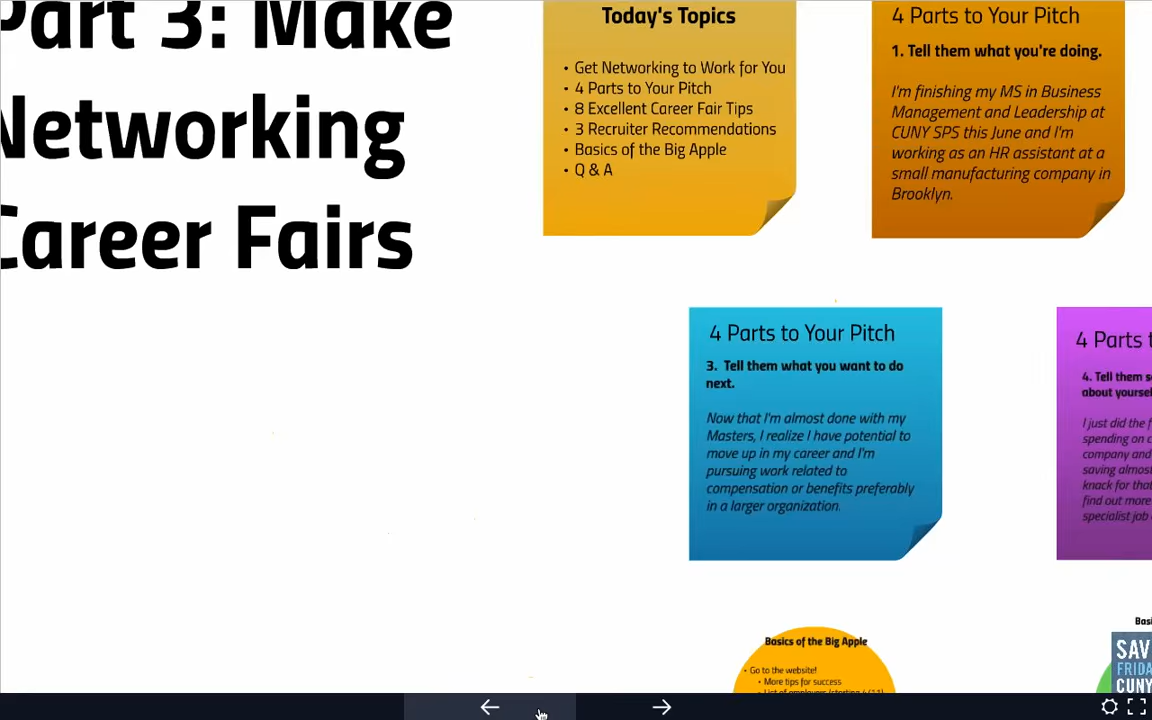 Part 3: Make
Networking
Career Fairs
Today's Topics
• Get Networking to Work for You
• 4 Parts to Your Pitch
• 8 Excellent Career Fair Tips
• 3 Recruiter Recommendations
• Basics of the Big Apple
• Q & A
4 Parts to Your Pitch
1. Tell them what you're doing.
I'm finishing my MS in Business
Management and Leadership at
CUNY SPS this June and I'm
working as an HR assistant at a
small manufacturing company in
Brooklyn.
4 Parts to Your Pitch
3. Tell them what you want to do
next.
Now that I'm almost done with my
Masters, I realize I have potential to
move up in my career and I'm
pursuing work related to
compensation or benefits preferably
in a larger organization.
4 Parts
4. Tell them
about
I just did the
spending on
company and
saving
knack for that
find out more
specialist job
Basics of the Big Apple
• Go to the website!
• More tips for success
• List of employers (starting
SAV
FRIDA
CUNY